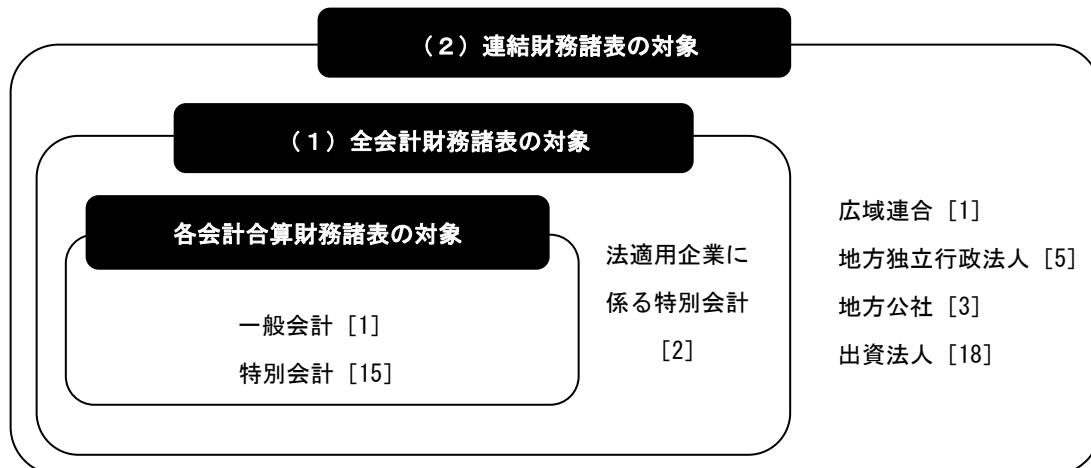 （２）連結財務諸表の対象
（１）全会計財務諸表の対象
各会計合算財務諸表の対象
一般会計 [1]
特別会計 [15]
法適用企業に
係る特別会計
[2]
広域連合 [1]
地方独立行政法人 [5]
地方公社 [3]
出資法人 [18]